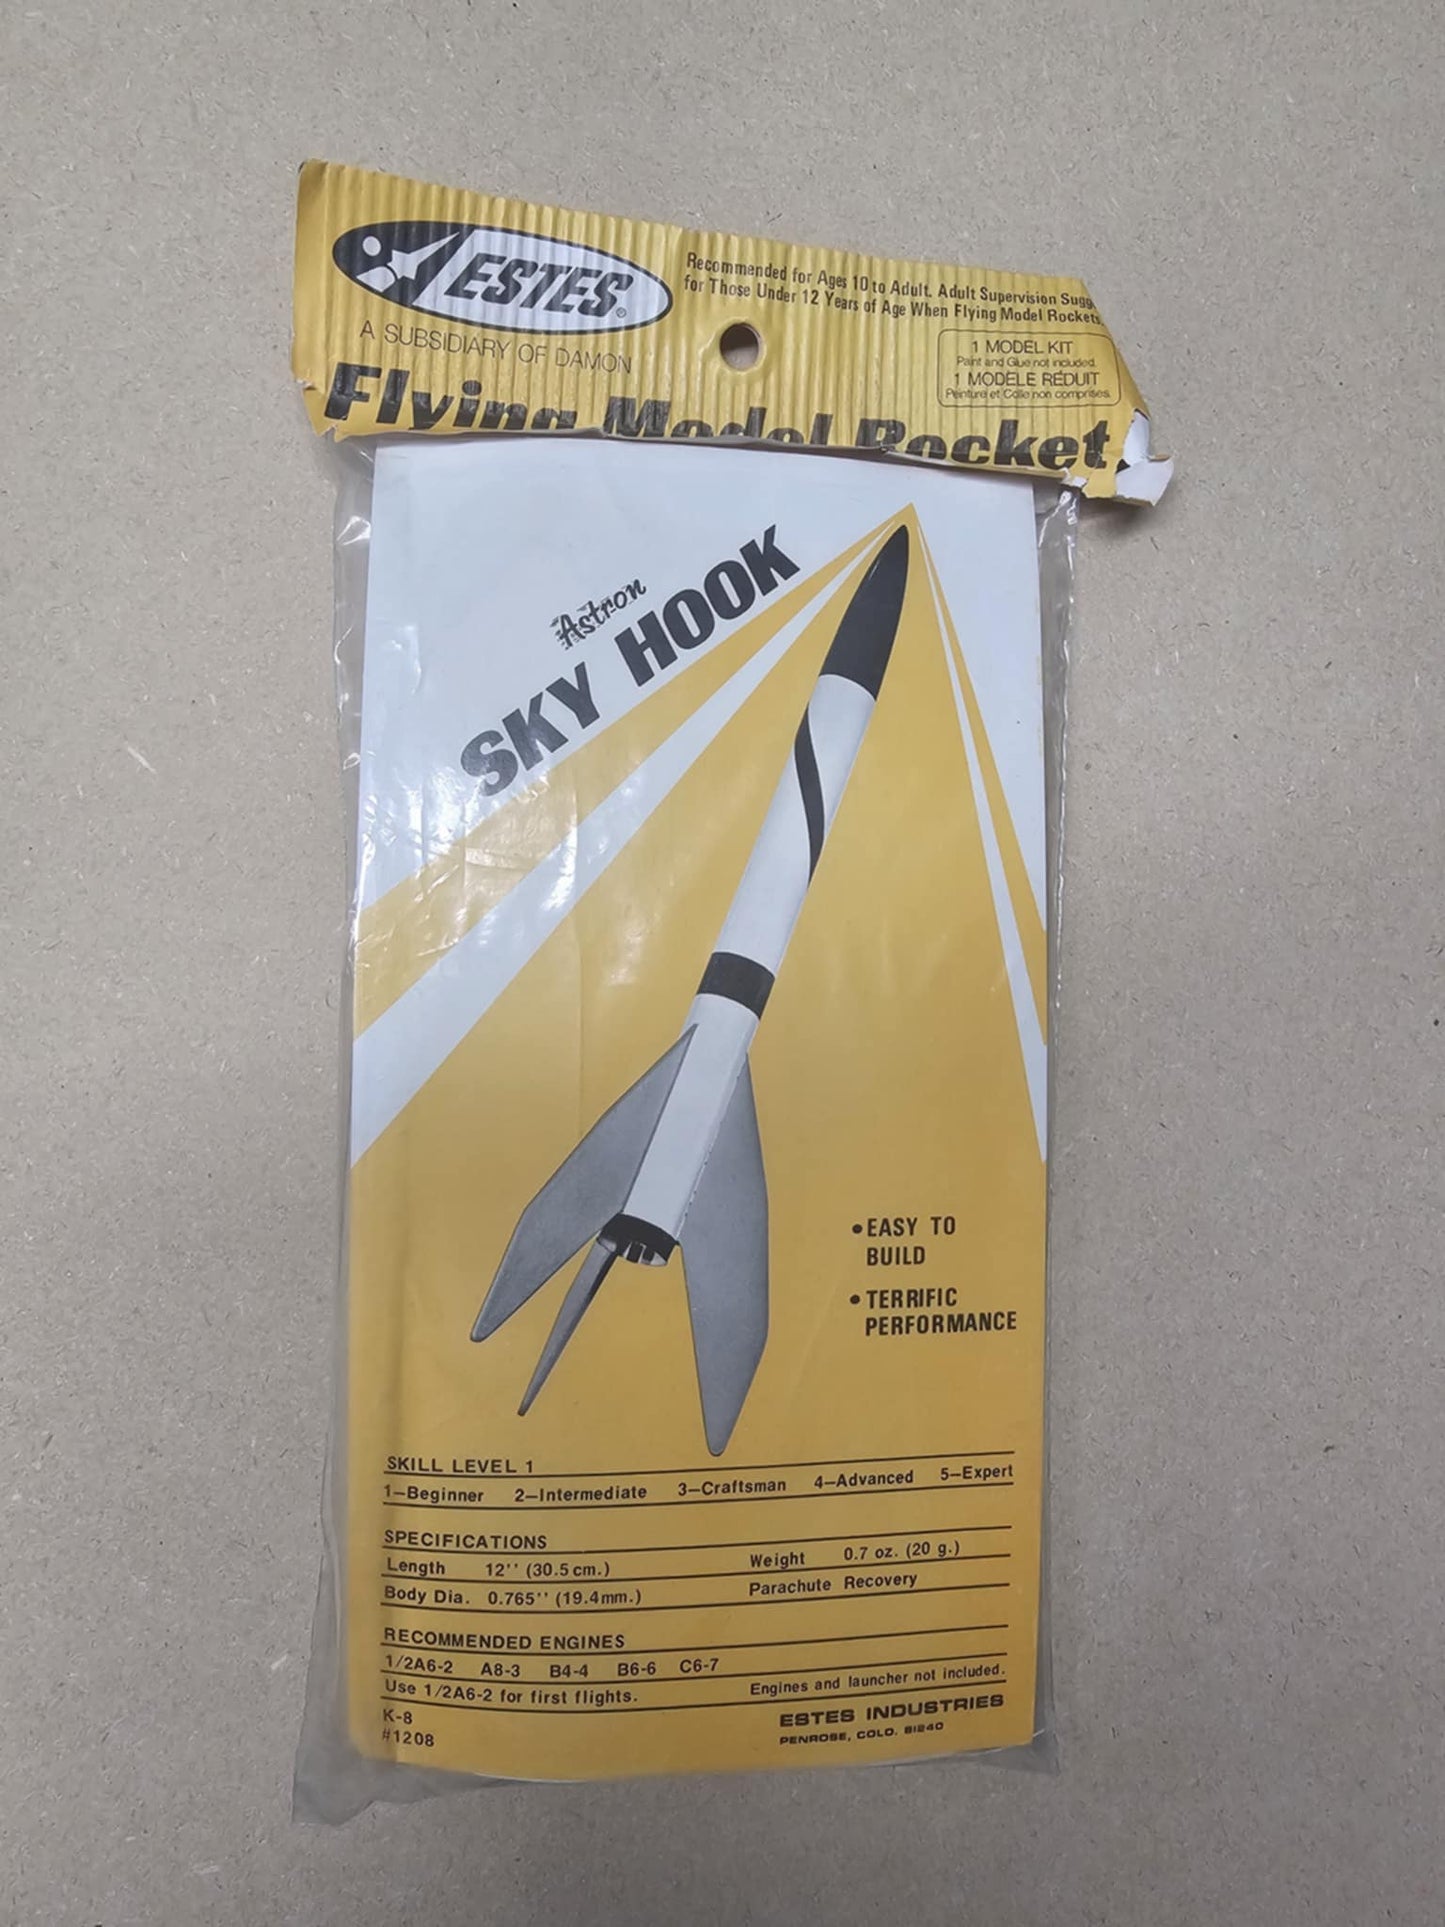 ESTES®
A SUBSIDIARY OF DAMON
Recommended for Ages 10 to Adult. Adult Supervision Sugg
for Those Under 12 Years of Age When Flying Model Rockets.
1 MODEL KIT
Paint and Glue not included.
1 MODÈLE RÉDUIT
Peinture et Colle non comprises.
Flying Model Rocket
Astron
SKY HOOK
•EASY TO
BUILD
•TERRIFIC
PERFORMANCE
SKILL LEVEL 1
1—Beginner 2—Intermediate 3—Craftsman 4—Advanced 5—Expert
SPECIFICATIONS
Length 12'' (30.5 cm.) Weight 0.7 oz. (20 g.)
Body Dia. 0.765'' (19.4mm.) Parachute Recovery
RECOMMENDED ENGINES
1/2A6-2 A8-3 B4-4 B6-6 C6-7
Use 1/2A6-2 for first flights. Engines and launcher not included.
K-8
#1208
ESTES INDUSTRIES
PENROSE, COLO. 81240